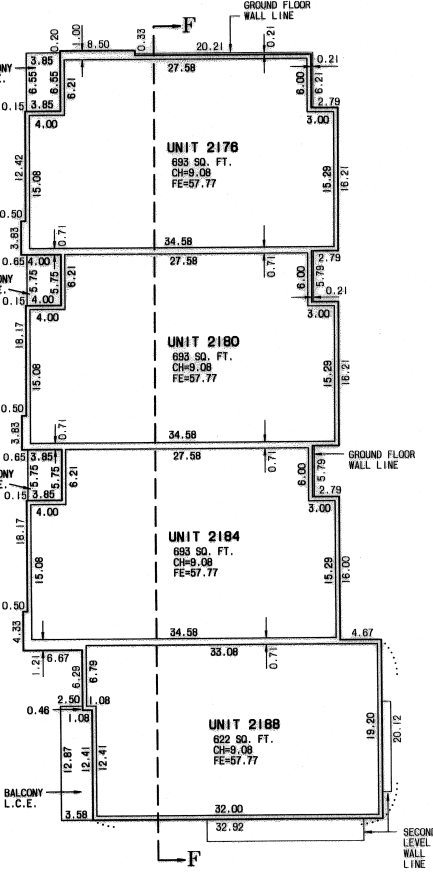 GROUND FLOOR
WALL LINE
F
0.20
1.00
8.50
0.33
20.21
0.21
3.85
27.58
0.21
ONY
.E.
6.55
6.55
6.21
6.00
6.21
0.15
3.85
2.79
4.00
3.00
UNIT 2176
693 SQ. FT.
CH=9.08
FE=57.77
12.42
15.08
15.29
16.21
0.50
3.83
0.71
34.58
0.65
4.00
27.58
2.79
ONY
.E.
5.75
5.75
6.21
0.71
6.00
5.79
0.15
4.00
0.21
4.00
3.00
UNIT 2180
693 SQ. FT.
CH=9.08
FE=57.77
18.17
15.08
15.29
16.21
0.50
3.83
0.71
34.58
0.65
3.85
27.58
GROUND FLOOR
WALL LINE
ONY
.E.
5.75
5.75
6.21
0.71
6.00
5.79
0.15
3.85
2.79
4.00
3.00
UNIT 2184
693 SQ. FT.
CH=9.08
FE=57.77
18.17
15.08
15.29
16.00
0.50
4.33
34.58
4.67
1.21
6.67
33.08
0.71
6.29
6.79
2.50
1.08
0.46
1.08
UNIT 2188
622 SQ. FT.
CH=9.08
FE=57.77
12.87
12.41
12.41
19.20
20.12
BALCONY
L.C.E.
3.58
32.00
32.92
SECOND
LEVEL
WALL
LINE
F